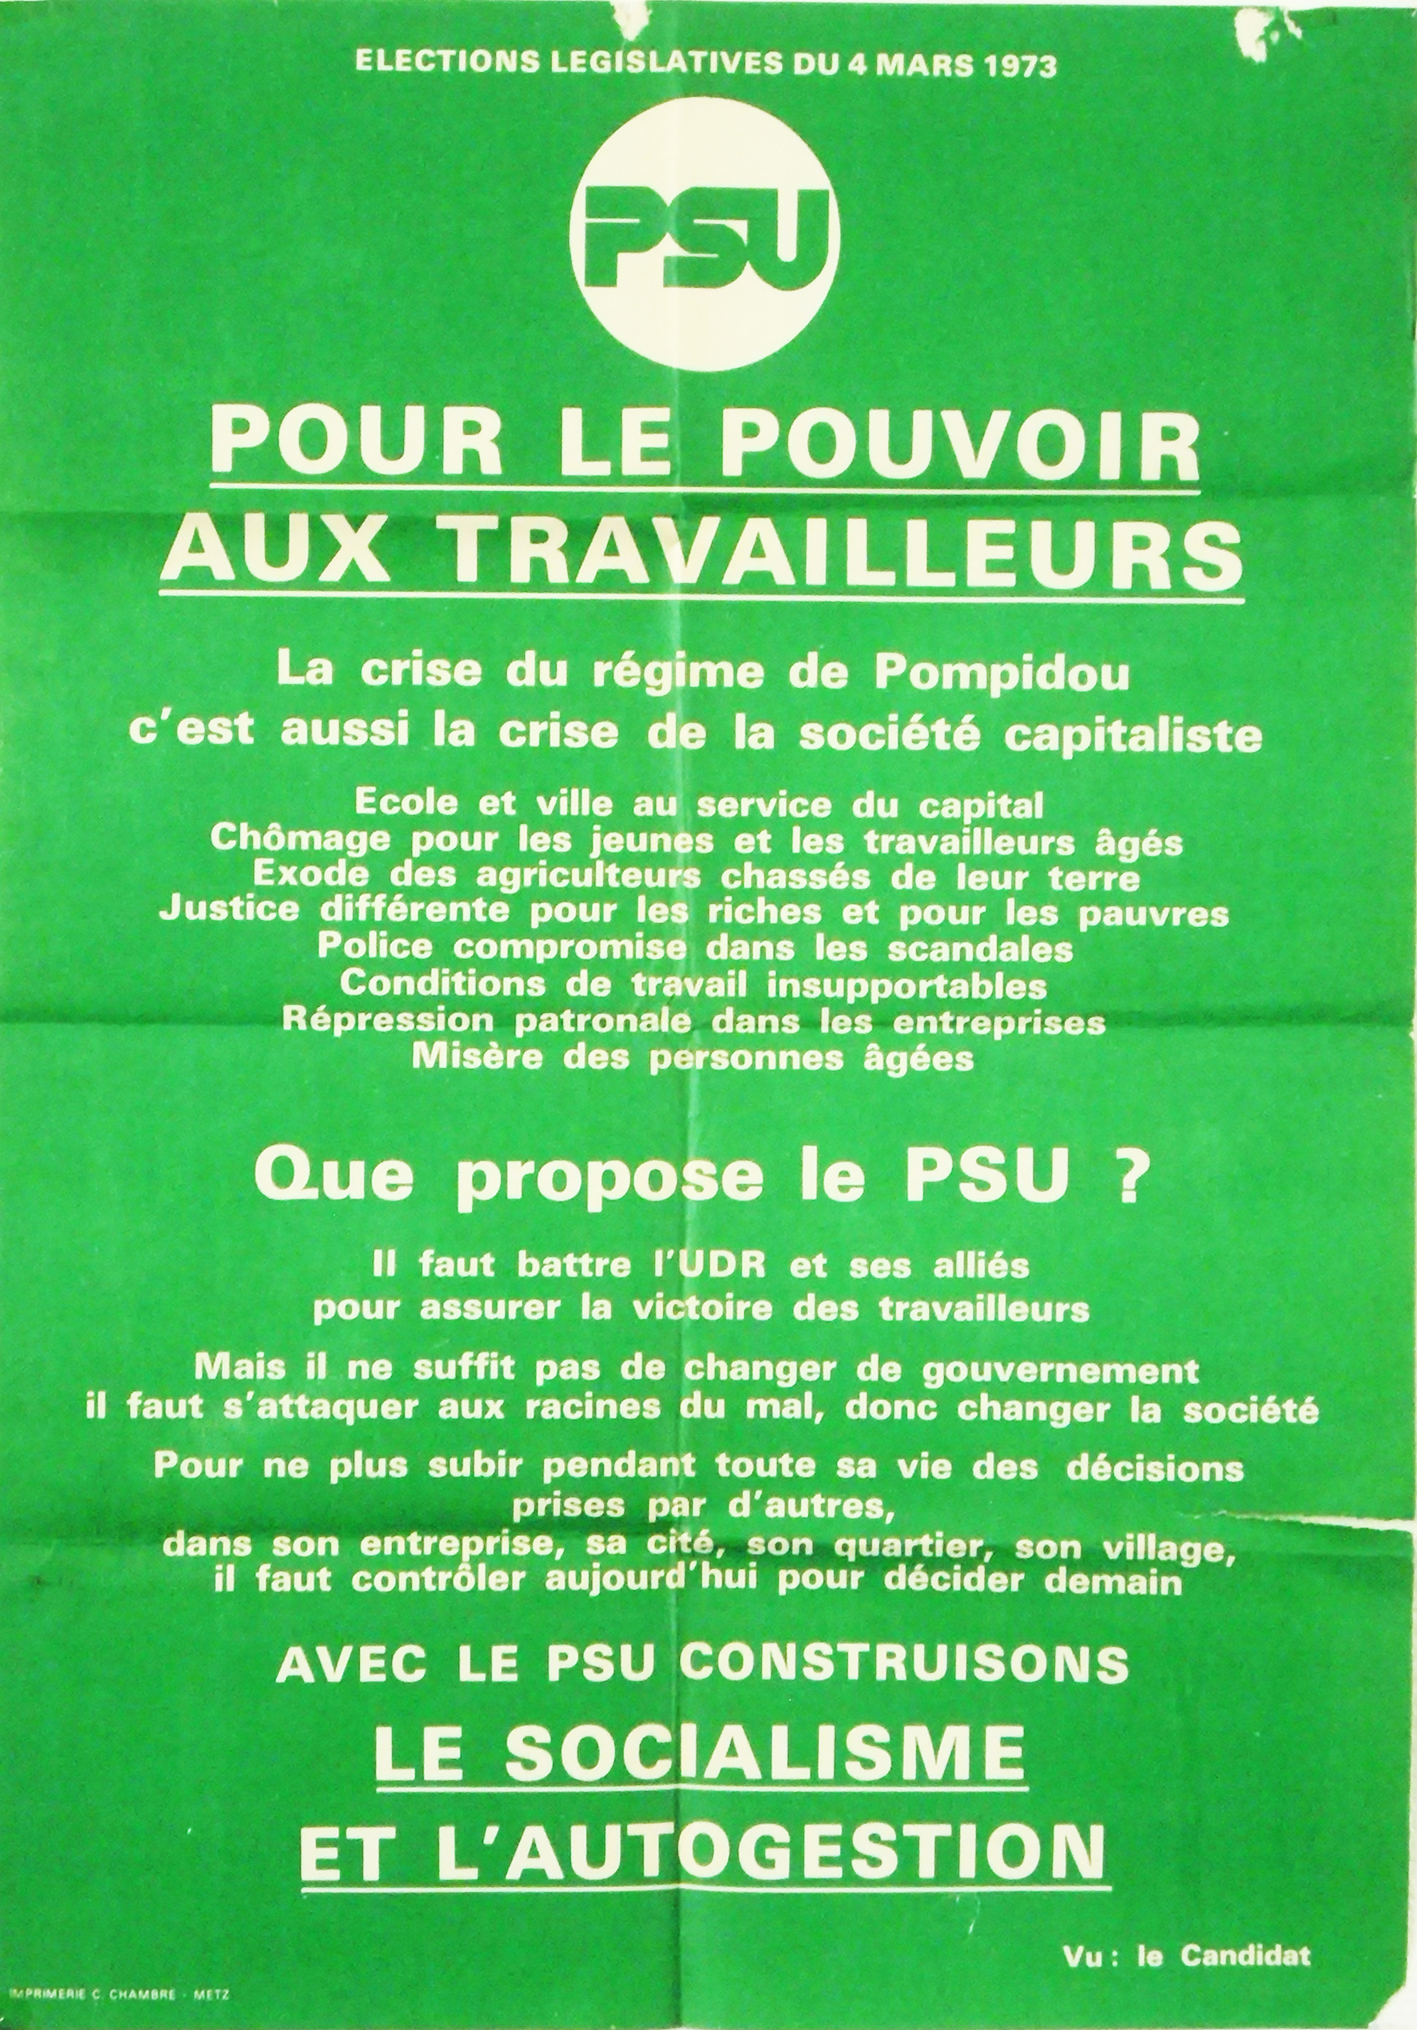 ELECTIONS LEGISLATIVES DU 4 MARS 1973
PSU
POUR LE POUVOIR
AUX TRAVAILLEURS
La crise du régime de Pompidou
c'est aussi la crise de la société capitaliste
Ecole et ville au service du capital
Chômage pour les jeunes et les travailleurs âgés
Exode des agriculteurs chassés de leur terre
Justice différente pour les riches et pour les pauvres
Police compromise dans les scandales
Conditions de travail insupportables
Répression patronale dans les entreprises
Misère des personnes âgées
Que propose le PSU ?
Il faut battre l'UDR et ses alliés
pour assurer la victoire des travailleurs
Mais il ne suffit pas de changer de gouvernement
il faut s'attaquer aux racines du mal, donc changer la société
Pour ne plus subir pendant toute sa vie des décisions
prises par d'autres,
dans son entreprise, sa cité, son quartier, son village,
il faut contrôler aujourd'hui pour décider demain
AVEC LE PSU CONSTRUISONS
LE SOCIALISME
ET L'AUTOGESTION
Vu : le Candidat
IMPRIMERIE C. CHAMBRE - METZ